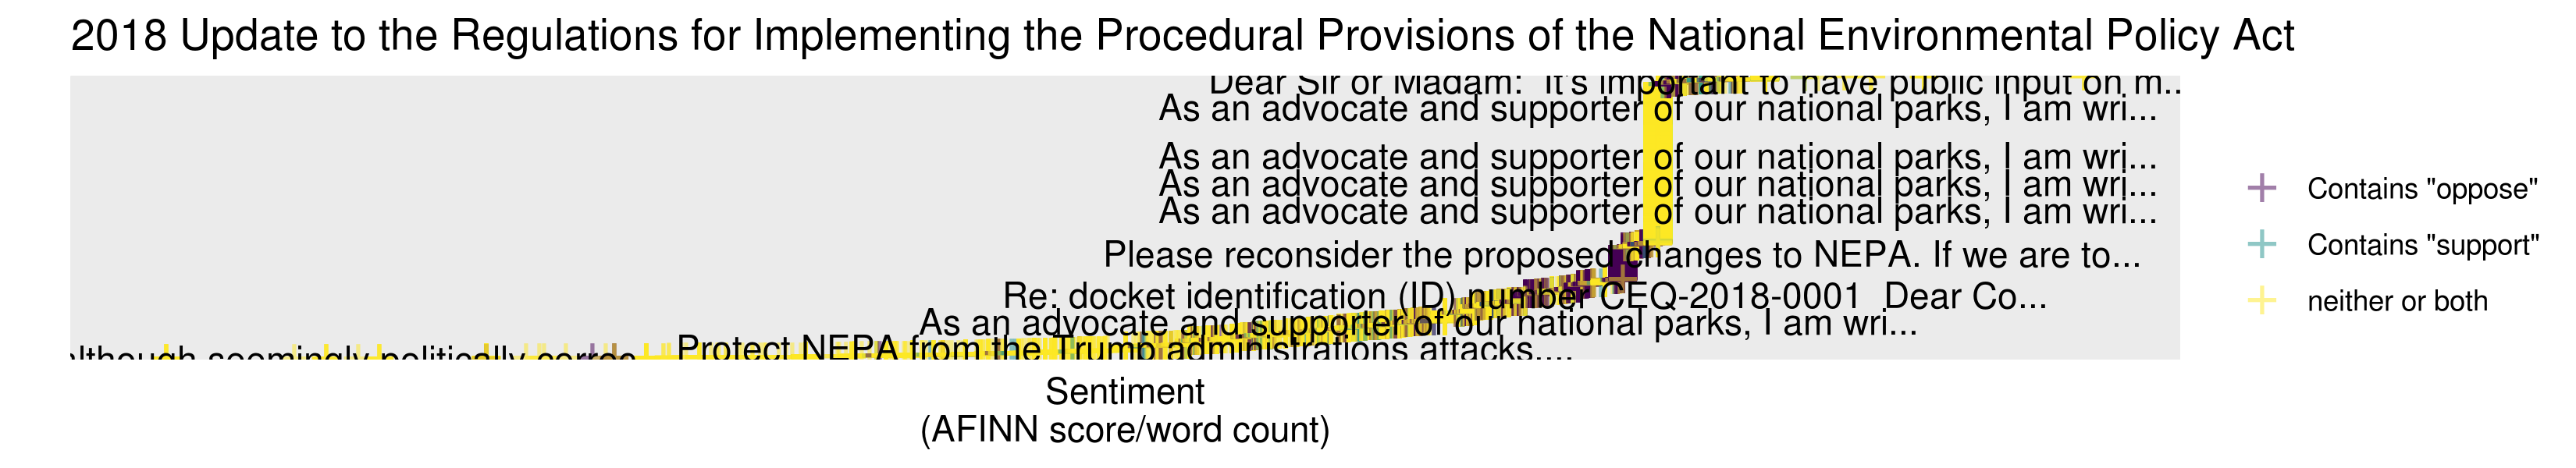 2018 Update to the Regulations for Implementing the Procedural Provisions of the National Environmental Policy Act
Dear Sir or Madam:  It's important to have public input on m...
As an advocate and supporter of our national parks, I am wri...
As an advocate and supporter of our national parks, I am wri...
As an advocate and supporter of our national parks, I am wri...
As an advocate and supporter of our national parks, I am wri...
Please reconsider the proposed changes to NEPA. If we are to...
Re: docket identification (ID) number CEQ-2018-0001  Dear Co...
As an advocate and supporter of our national parks, I am wri...
Protect NEPA from the Trump administrations attacks....
seemingly politically
Sentiment
(AFINN score/word count)
Contains "oppose"
Contains "support"
neither or both